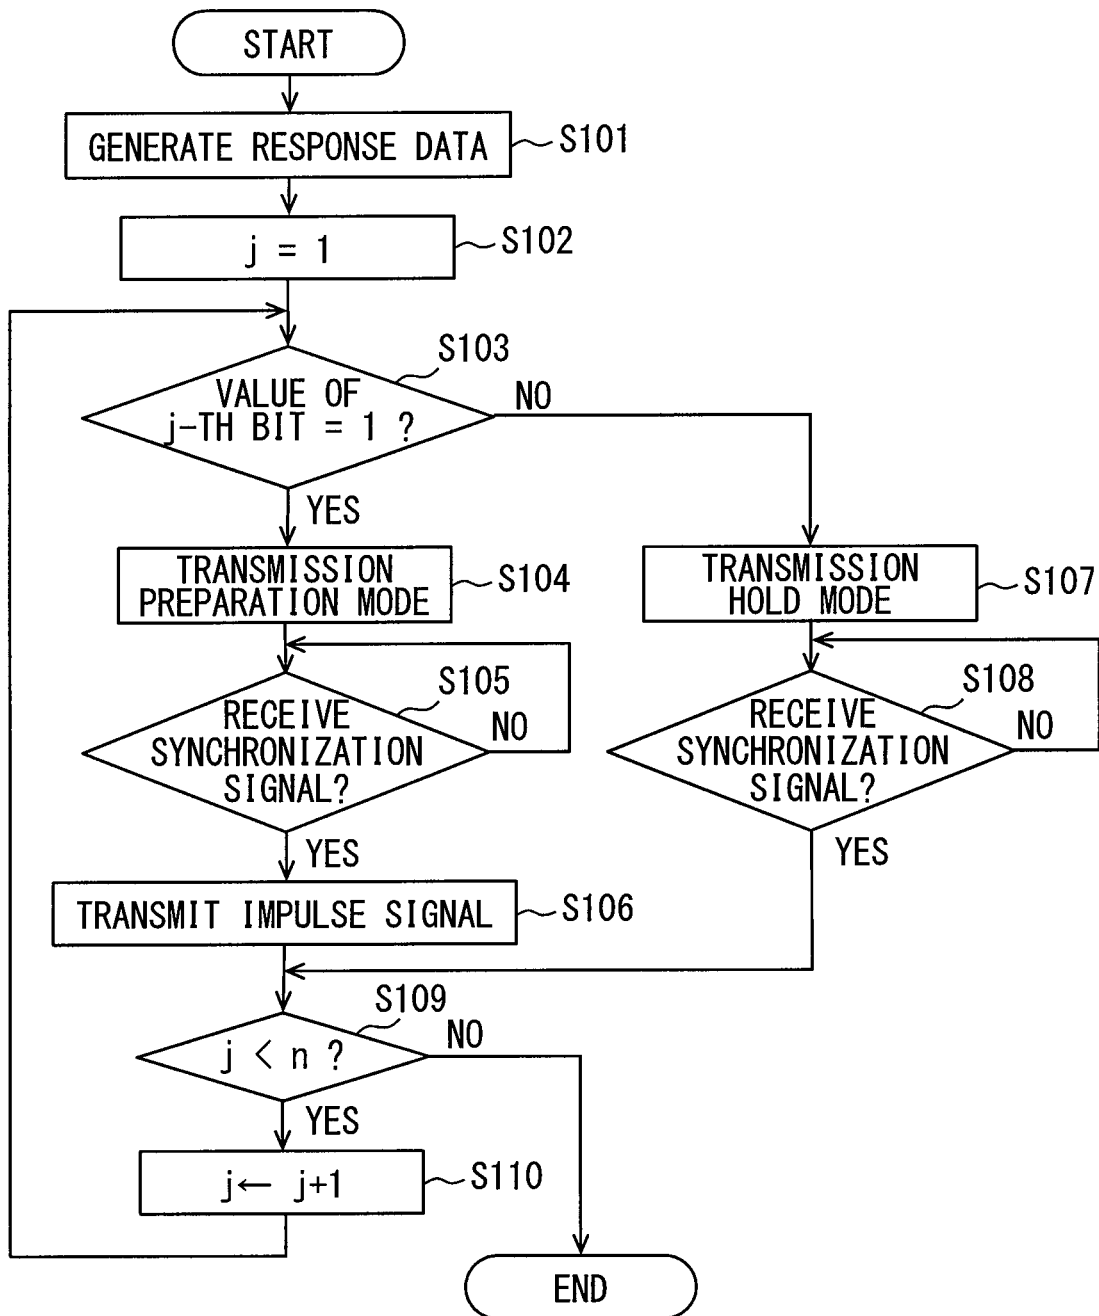 START
GENERATE RESPONSE DATA
S101
j = 1
S102
S103
VALUE OF
j-TH BIT = 1 ?
NO
YES
TRANSMISSION
PREPARATION MODE
S104
TRANSMISSION
HOLD MODE
S107
S105
RECEIVE
SYNCHRONIZATION
SIGNAL?
NO
S108
RECEIVE
SYNCHRONIZATION
SIGNAL?
NO
YES
YES
TRANSMIT IMPULSE SIGNAL
S106
S109
j < n ?
NO
YES
j← j+1
S110
END